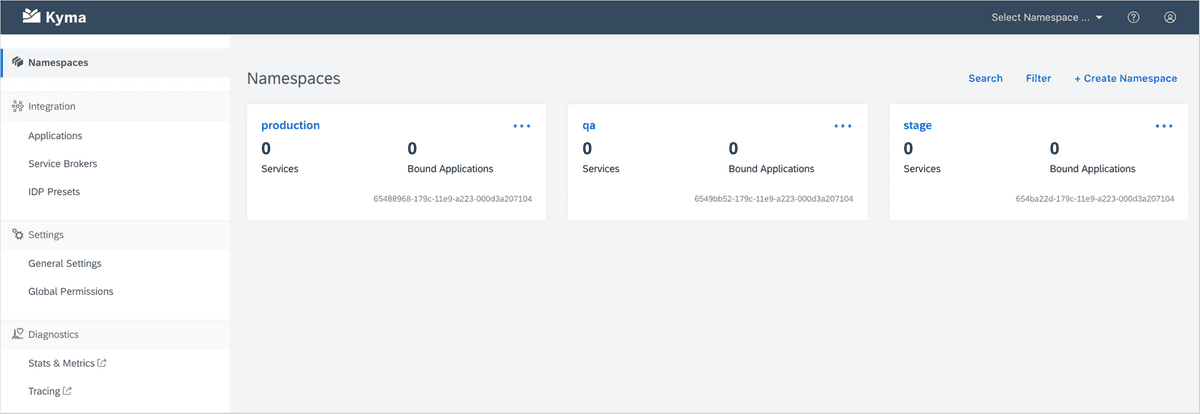 Kyma
Select Namespace ...
Namespaces
Integration
Applications
Service Brokers
IDP Presets
Settings
General Settings
Global Permissions
Diagnostics
Stats & Metrics
Tracing
Namespaces
Search Filter + Create Namespace
production
0 0
Services Bound Applications
65488968-179c-11e9-a223-000d3a207104
qa
0 0
Services Bound Applications
6549bb52-179c-11e9-a223-000d3a207104
stage
0 0
Services Bound Applications
654ba22d-179c-11e9-a223-000d3a207104